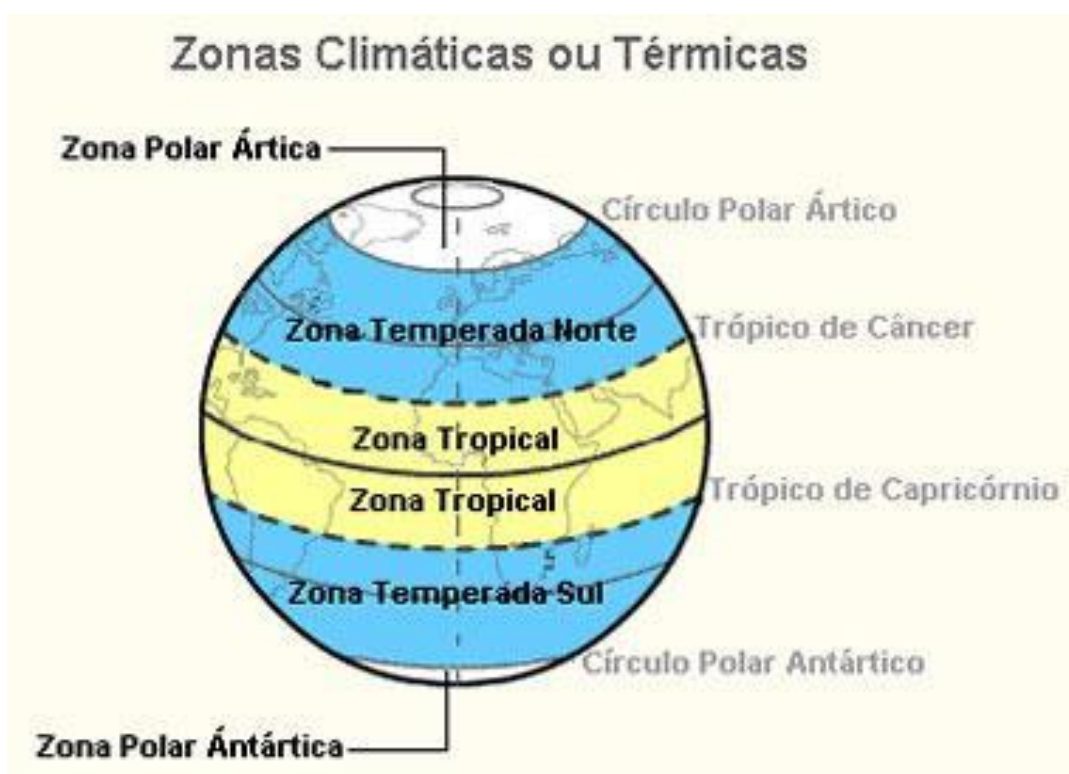 Zonas Climáticas ou Térmicas
Zona Polar Ártica
Círculo Polar Ártico
Zona Temperada Norte
Trópico de Câncer
Zona Tropical
Zona Tropical
Trópico de Capricórnio
Zona Temperada Sul
Círculo Polar Antártico
Zona Polar Ántártica